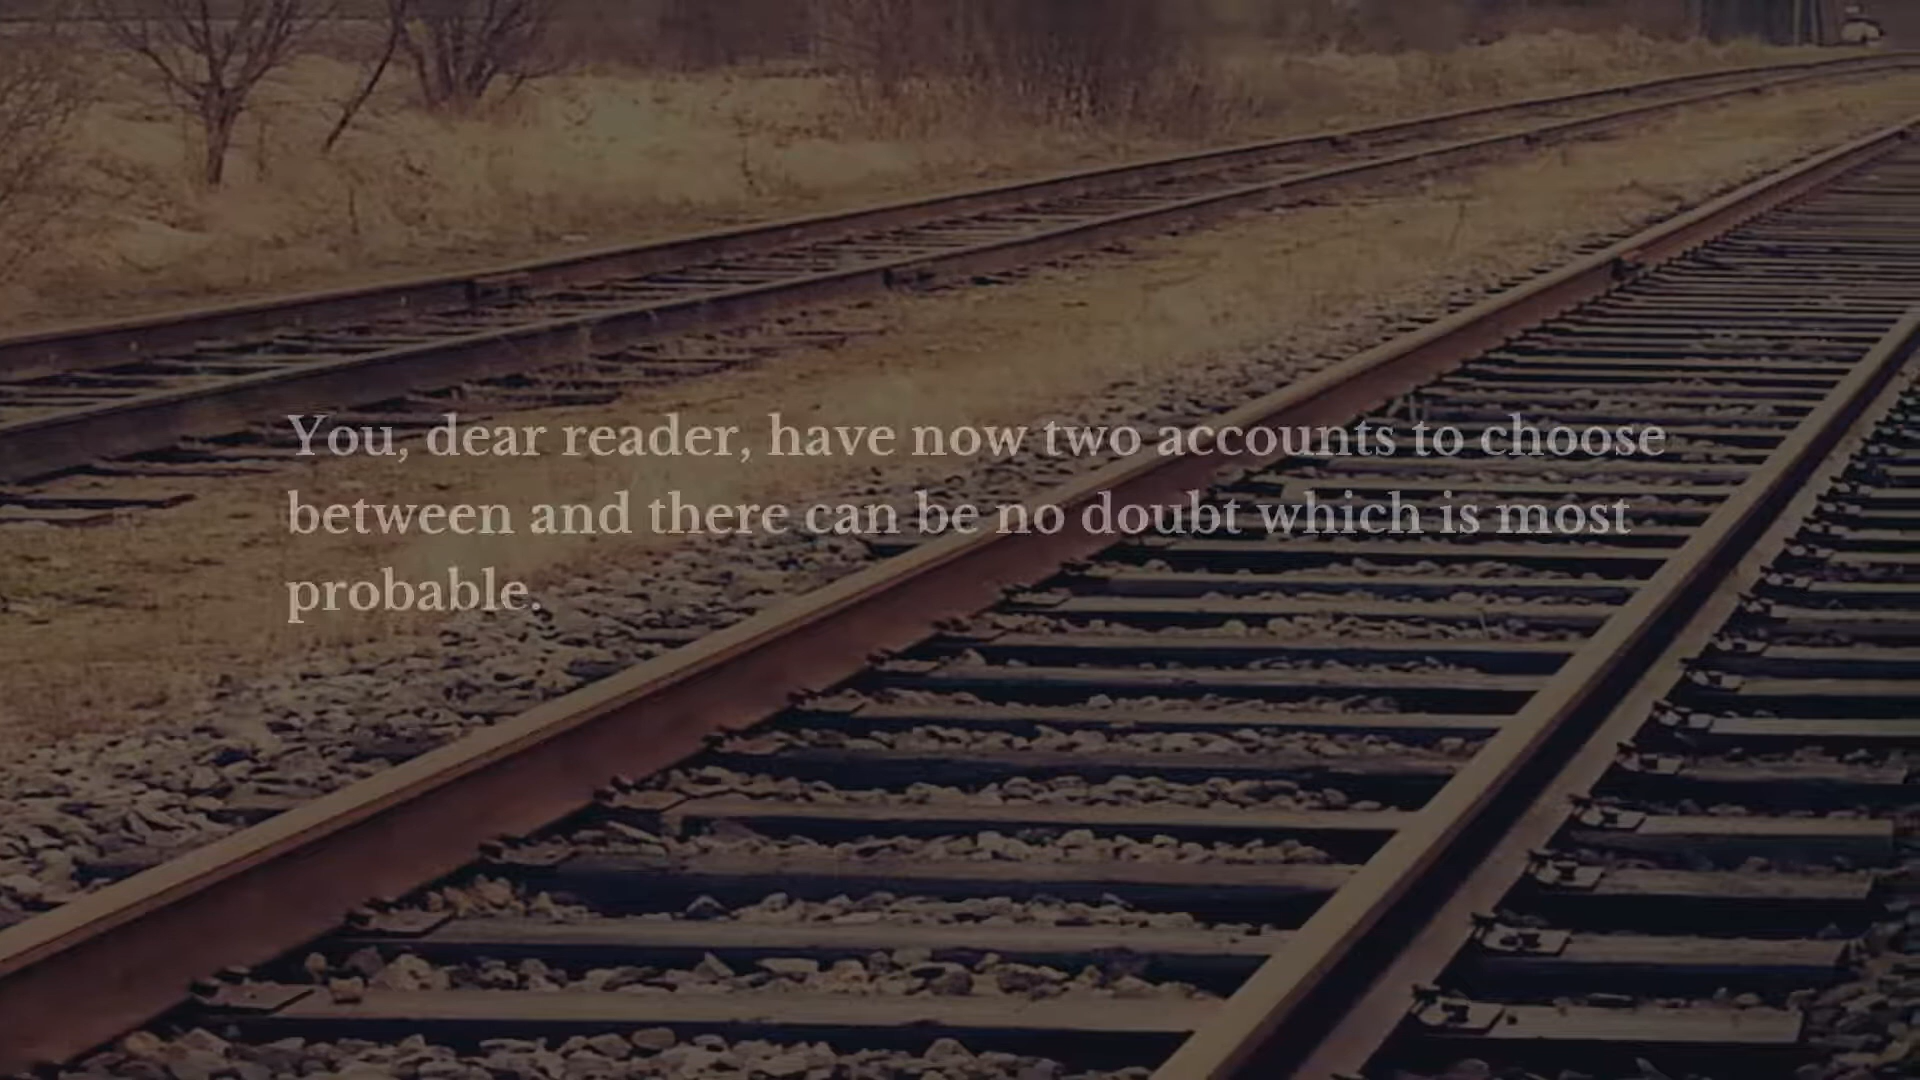 You, dear reader, have now two accounts to choose
between and there can be no doubt which is most
probable.